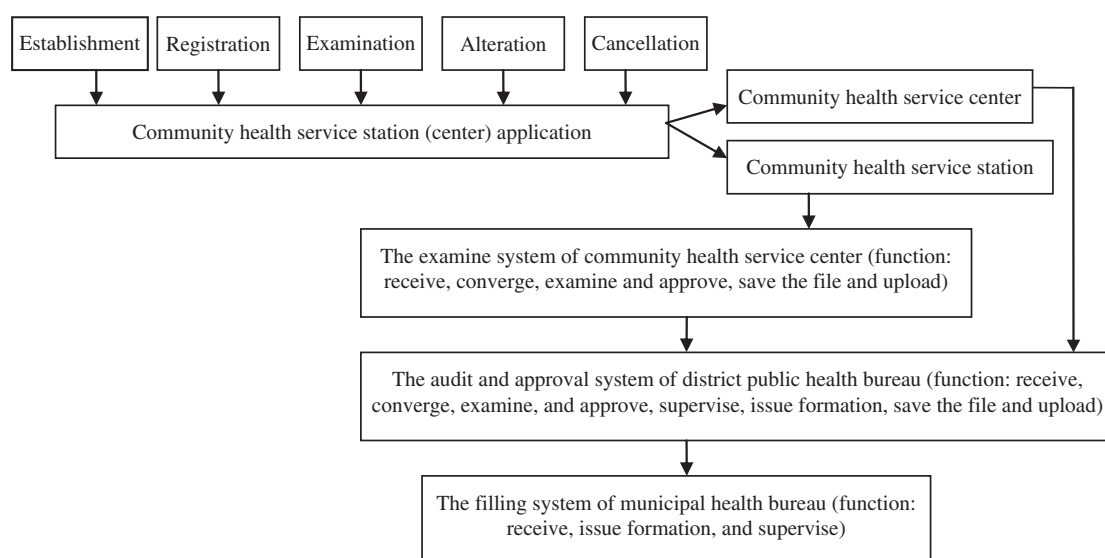 Establishment
Registration
Examination
Alteration
Cancellation
Community health service station (center) application
Community health service center
Community health service station
The examine system of community health service center (function:
receive, converge, examine and approve, save the file and upload)
The audit and approval system of district public health bureau (function: receive,
converge, examine, and approve, supervise, issue formation, save the file and upload)
The filling system of municipal health bureau (function:
receive, issue formation, and supervise)